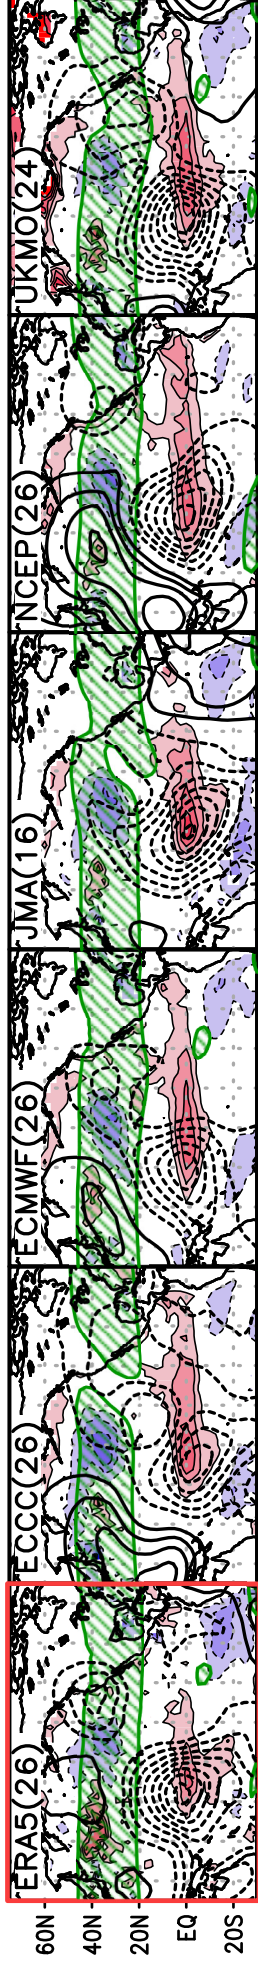 UKMO(24)
NCEP(26)
JMA(16)
ECMWF(26)
ECCC(26)
ERA5(26)
60N
40N
20N
EQ
20S